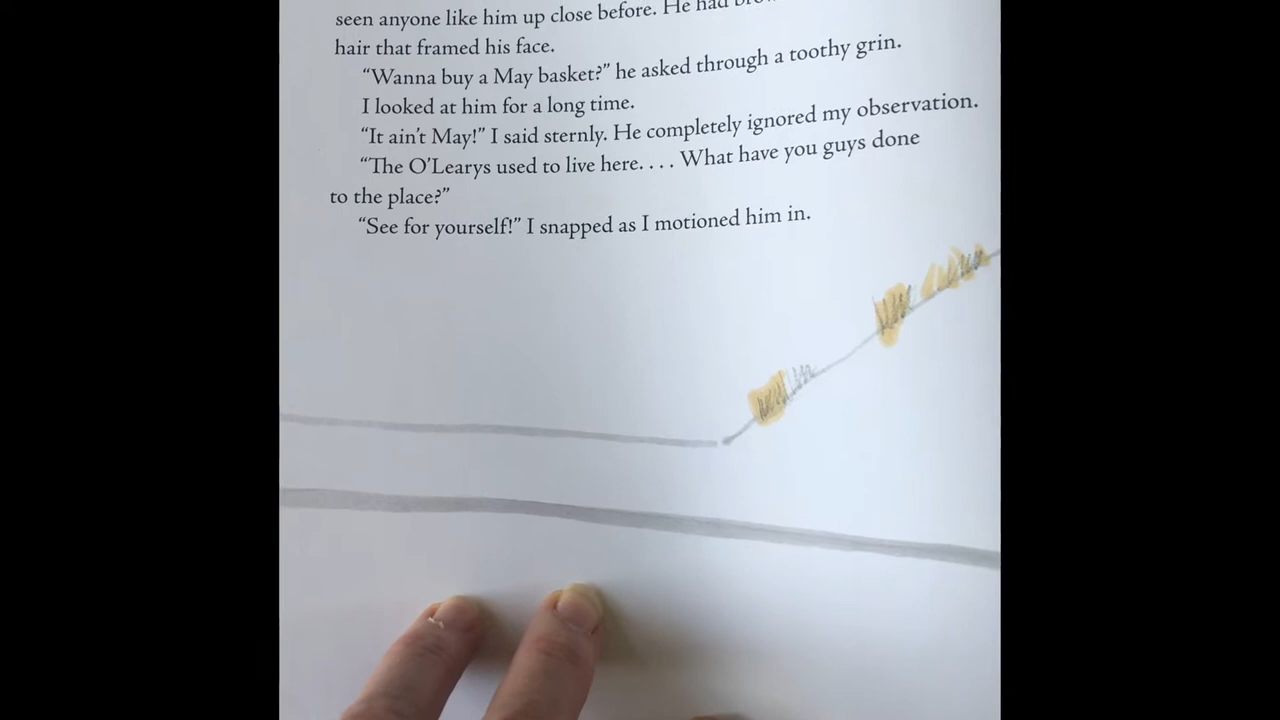 seen anyone like him up close before. He had
hair that framed his face.
“Wanna buy a May basket?” he asked through a toothy grin.
I looked at him for a long time.
“It ain’t May!” I said sternly. He completely ignored my observation.
“The O’Learys used to live here. . . . What have you guys done
to the place?”
“See for yourself!” I snapped as I motioned him in.